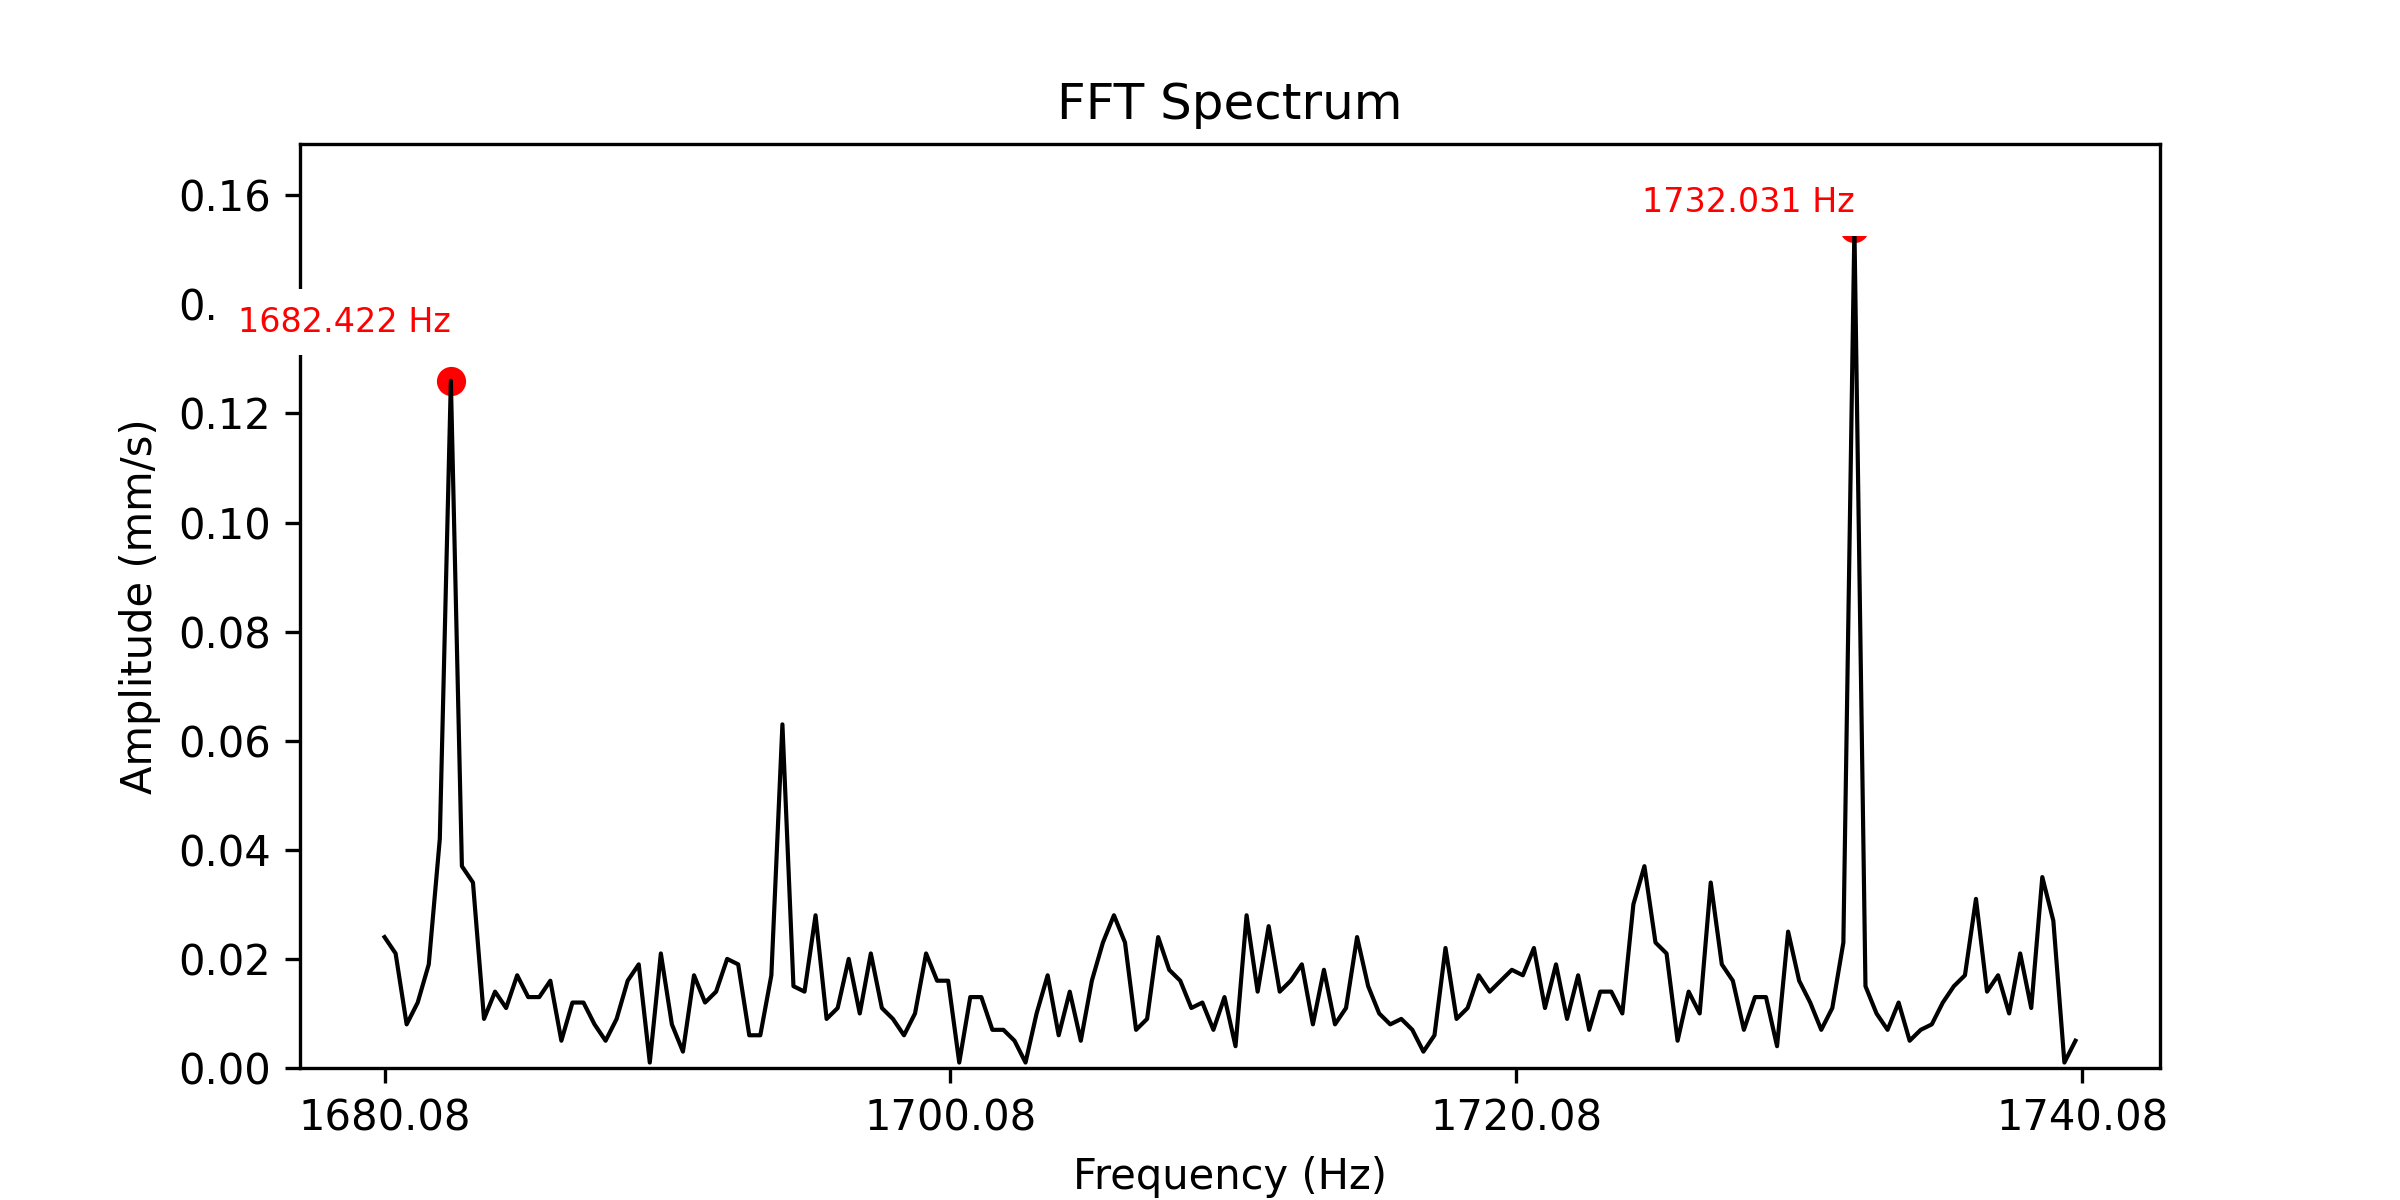 FFT Spectrum
0.16
1732.031 Hz
0.
1682.422 Hz
0.12
0.10
0.08
0.06
0.04
0.02
0.00
Amplitude (mm/s)
1680.08 1700.08 1720.08 1740.08
Frequency (Hz)